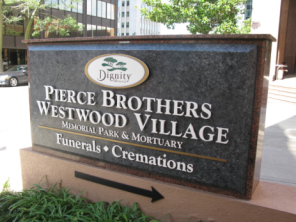 Dignity
PIERCE BROTHERS
WESTWOOD VILLAGE
MEMORIAL PARK & MORTUARY
Funerals • Cremations